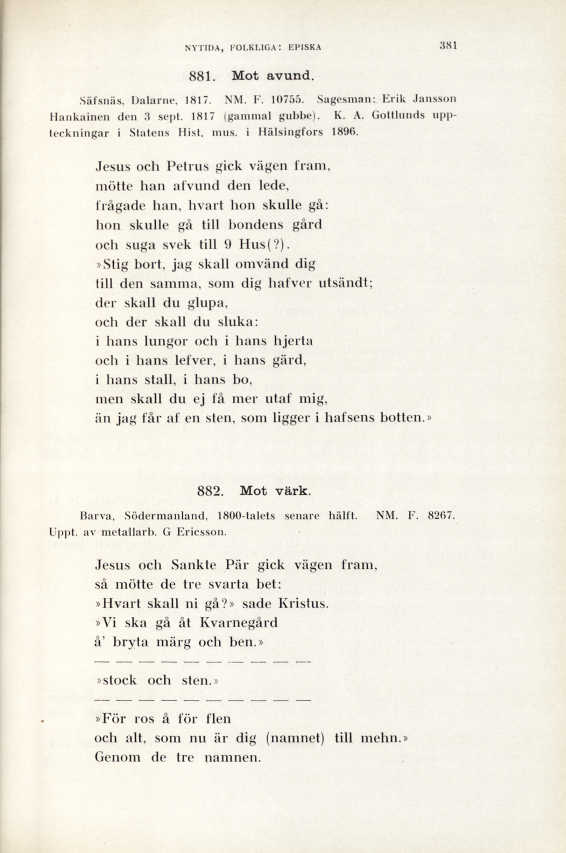 NYTIDA, FOLKLIGA: EPISKA 381
881. Mot avund.
Säfsnäs, Dalarne, 1817. NM. F. 10755. Sagesman: Erik Jansson
Hankainen den 3 sept. 1817 (gammal gubbe). K. A. Gottlunds upp-
teckningar i Statens Hist. mus. i Hälsingfors 1896.
Jesus och Petrus gick vägen fram,
mötte han afvund den lede,
frågade han, hvart hon skulle gå:
hon skulle gå till bondens gård
och suga svek till 9 Hus(?).
»Stig bort, jag skall omvänd dig
till den samma, som dig hafver utsändt;
der skall du glupa,
och der skall du sluka:
i hans lungor och i hans hjerta
och i hans lefver, i hans gärd,
i hans stall, i hans bo,
men skall du ej få mer utaf mig,
än jag får af en sten, som ligger i hafsens botten.»
882. Mot värk.
Barva, Södermanland, 1800-talets senare hälft. NM. F. 8267.
Uppt. av metallarb. G Ericsson.
Jesus och Sankte Pär gick vägen fram,
så mötte de tre svarta bet:
»Hvart skall ni gå?» sade Kristus.
»Vi ska gå åt Kvarnegård
å' bryta märg och ben.»
— — — — — — — — — —
»stock och sten.»
— — — — — — — — — —
»För ros å för flen
och alt, som nu är dig (namnet) till mehn.»
Genom de tre namnen.